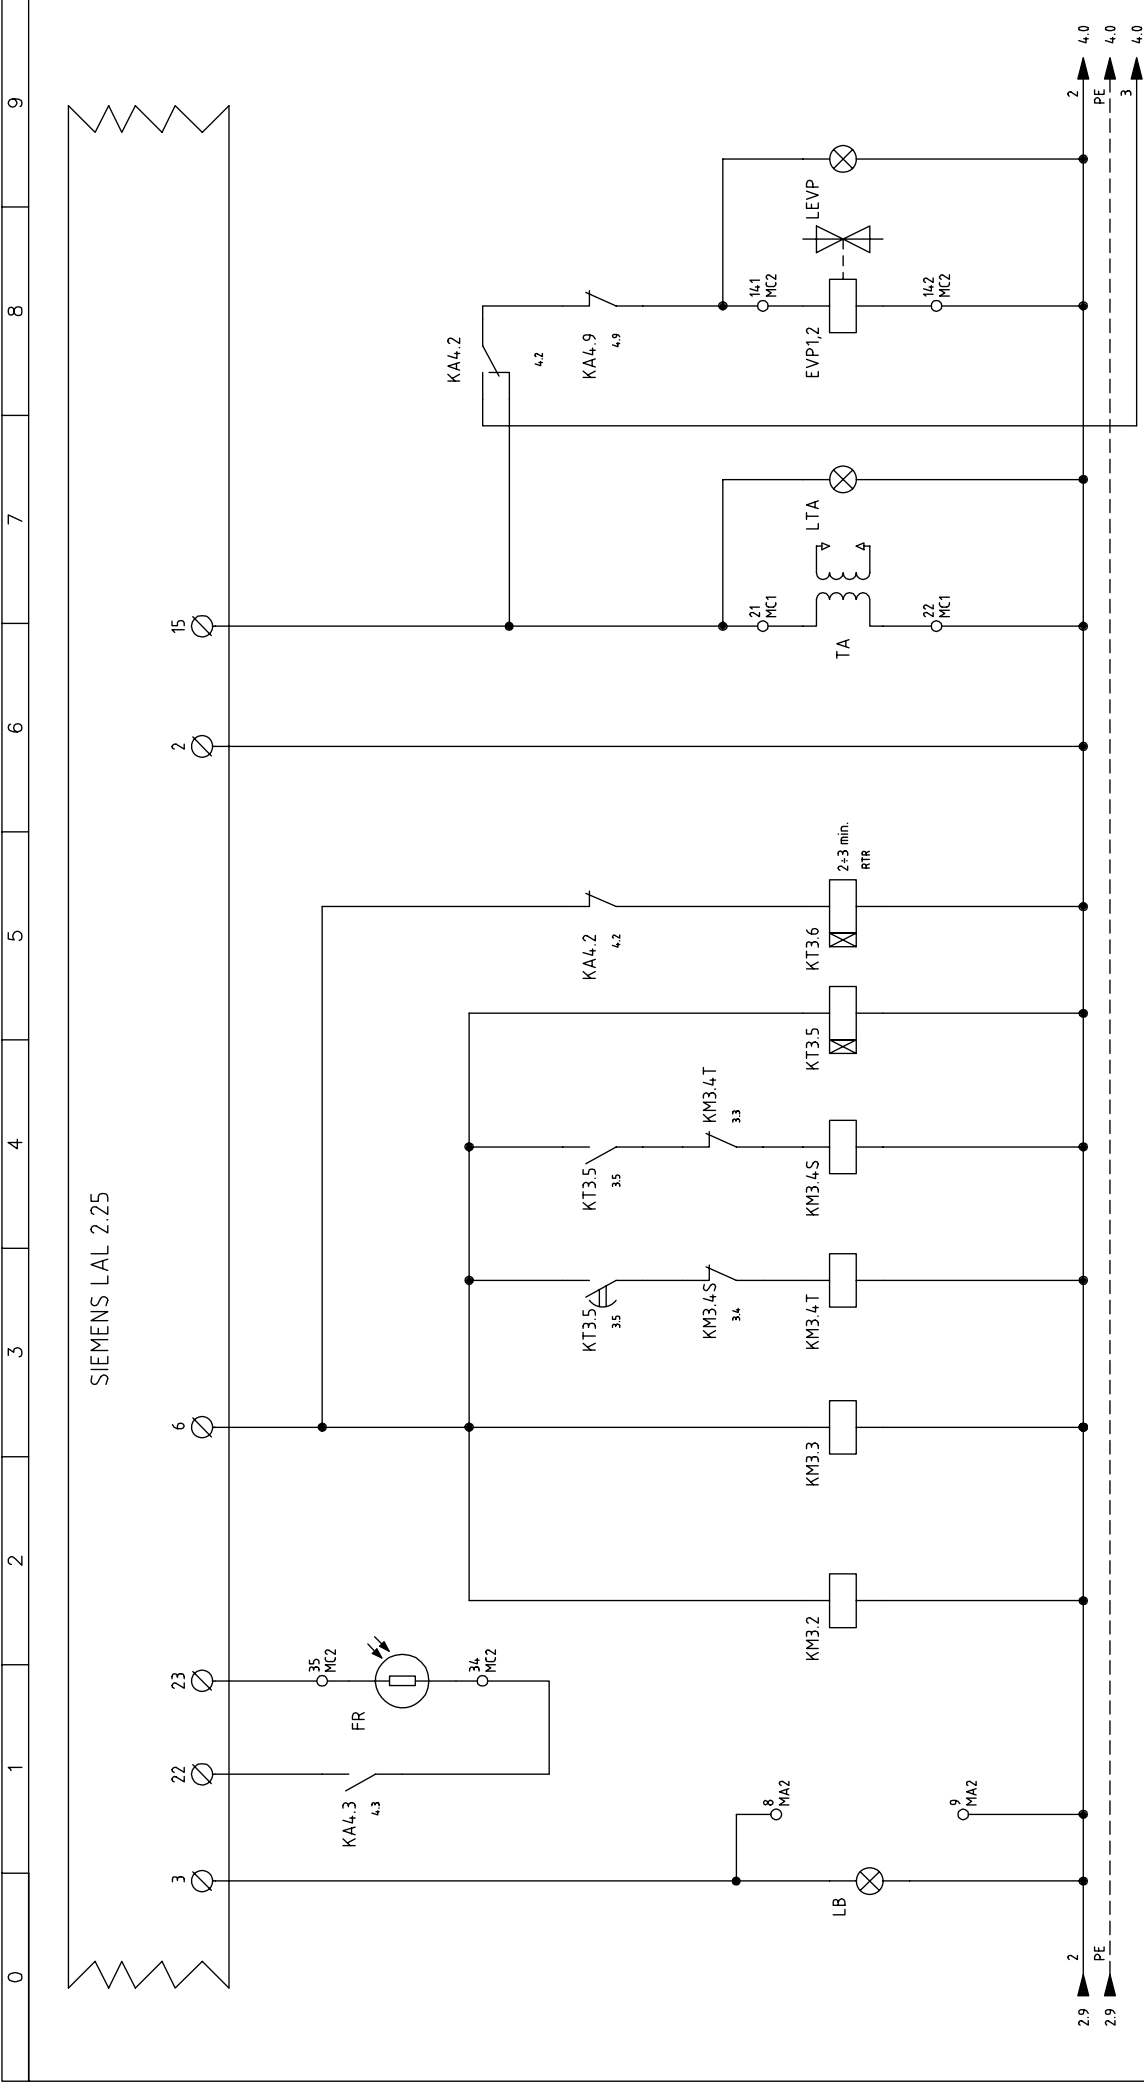 0 1 2 3 4 5 6 7 8 9
SIEMENS LAL 2.25
3 22 23 6 2 15
KA4.3
4.3
35
MC2
FR
34
MC2
8
MA2
9
MA2
LB
KM3.2
KM3.3
KT3.5
3.5
KM3.4S
3.4
KM3.4T
KT3.5
3.5
KM3.4T
3.3
KM3.4S
KT3.5
KA4.2
4.2
KT3.6
2÷3 min.
RTR
21
MC1
TA
22
MC1
LTA
KA4.2
4.2
KA4.9
4.9
141
MC2
EVP1,2
142
MC2
LEVP
2.9 2 2 4.0
2.9 PE PE 4.0
3 4.0